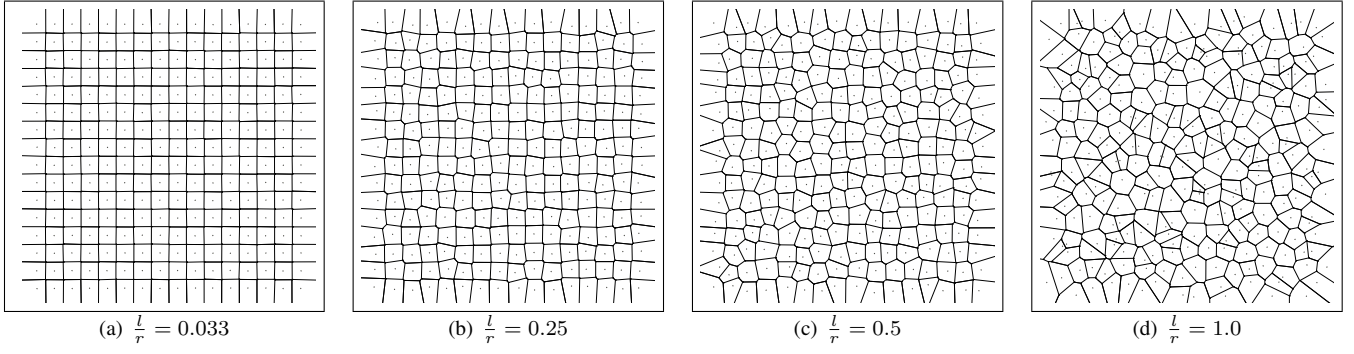 (a) l/r = 0.033
(b) l/r = 0.25
(c) l/r = 0.5
(d) l/r = 1.0